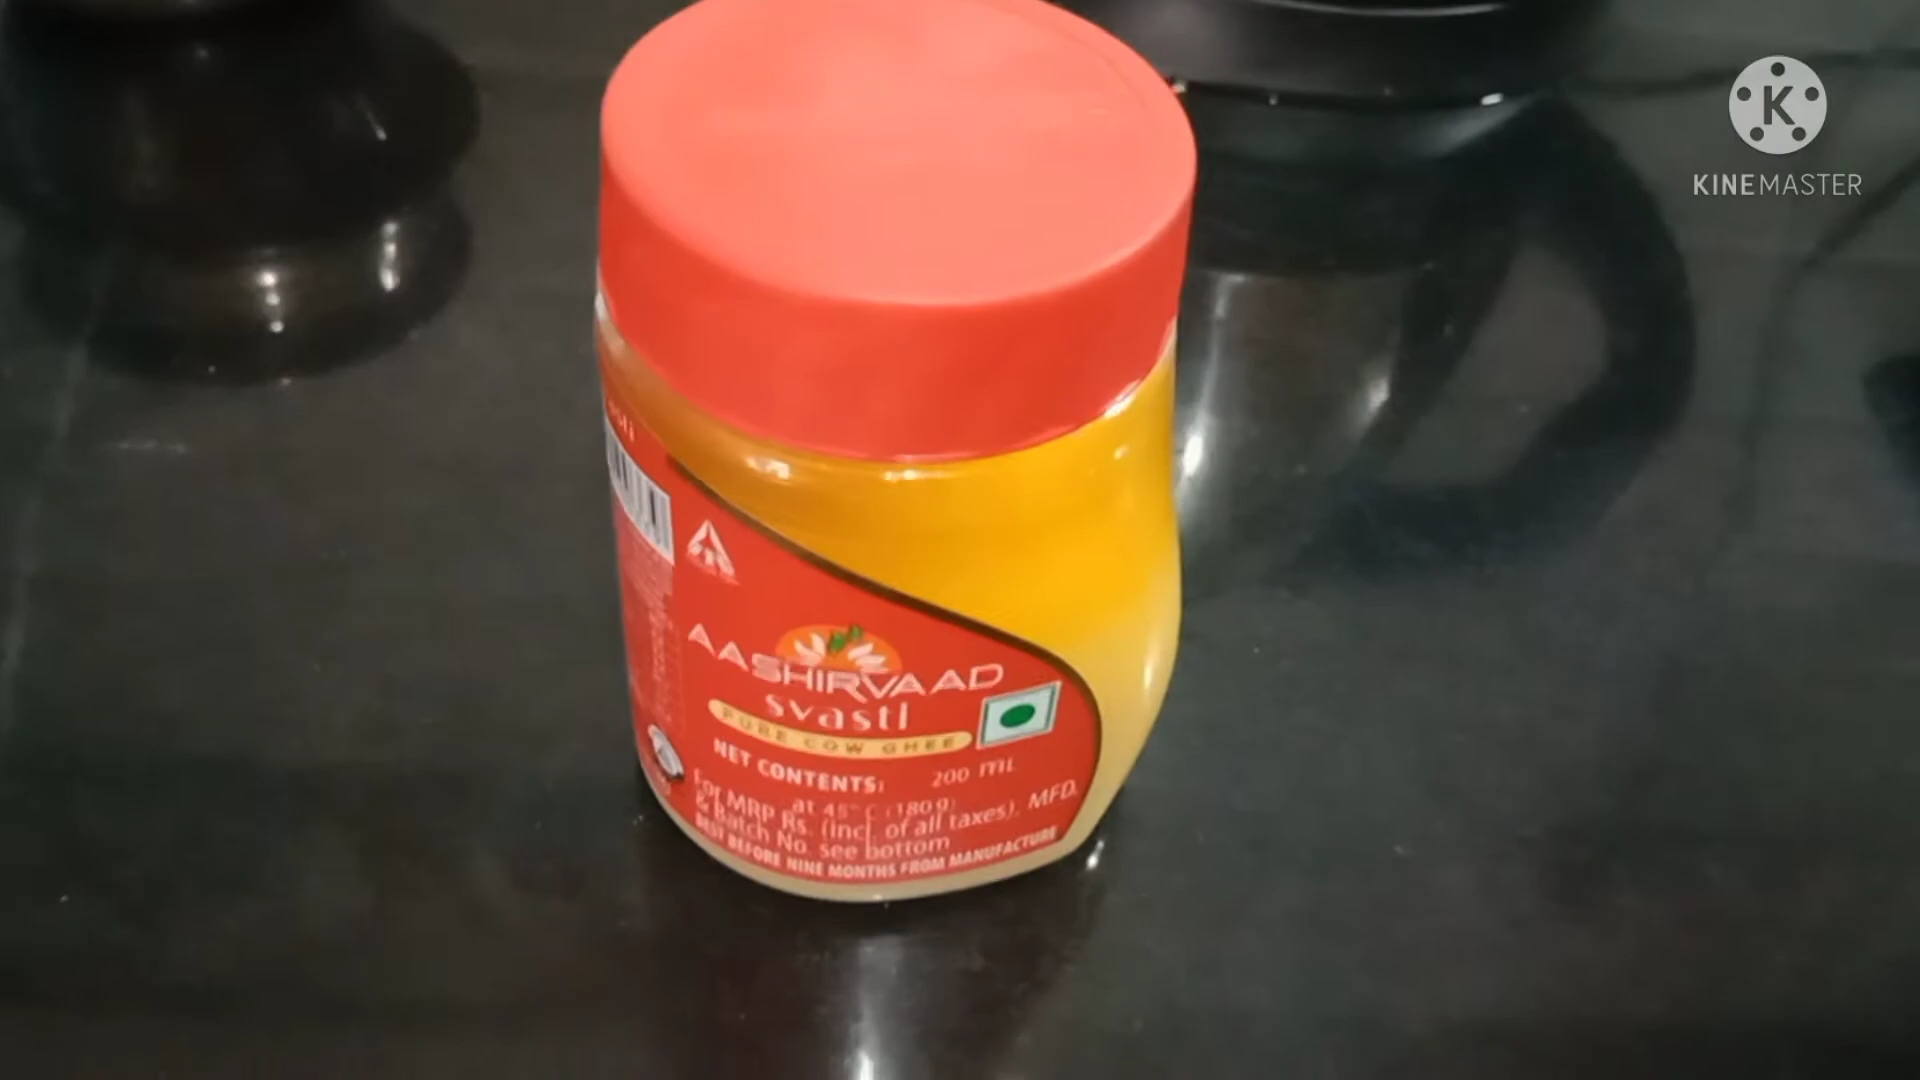 K
KINEMASTER
AASHIRVAAD
svasti
PURE COW GHEE
NET CONTENTS: 200 ML
at 45° C (180 g)
For MRP Rs. (incl. of all taxes), MFD.
& Batch No. see bottom
BEST BEFORE NINE MONTHS FROM MANUFACTURE